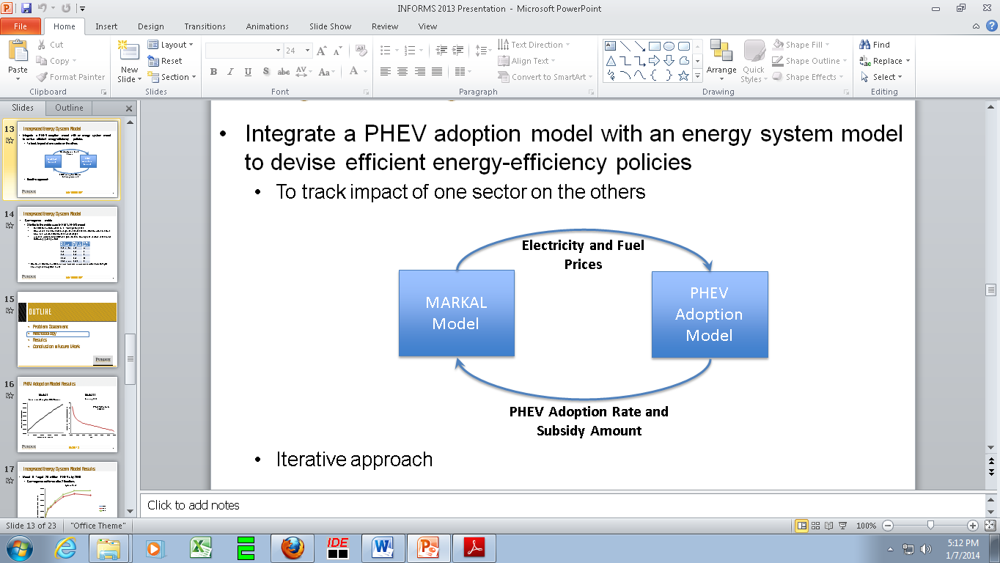 INFORMS 2013 Presentation - Microsoft PowerPoint
File Home Insert Design Transitions Animations Slide Show Review View
Paste
Cut
Copy
Format Painter
Clipboard
New
Slide
Layout
Reset
Section
Slides
24
Font
Paragraph
Text Direction
Align Text
Convert to SmartArt
Arrange
Quick
Styles
Shape Fill
Shape Outline
Shape Effects
Drawing
Find
Replace
Select
Editing
Slides Outline
13
Integrated Energy System Model
14
Integrated Energy System Model
15
OUTLINE
Problem Statement
Methodology
Results
Conclusion & Future Work
PURDUE
16
PHEV Adoption Model Results
17
Integrated Energy System Model Results
• Integrate a PHEV adoption model with an energy system model
to devise efficient energy-efficiency policies
• To track impact of one sector on the others
Electricity and Fuel
Prices
MARKAL
Model
PHEV
Adoption
Model
PHEV Adoption Rate and
Subsidy Amount
• Iterative approach
Click to add notes
Slide 13 of 23 "Office Theme" 100%
IDE
5:12 PM
1/7/2014